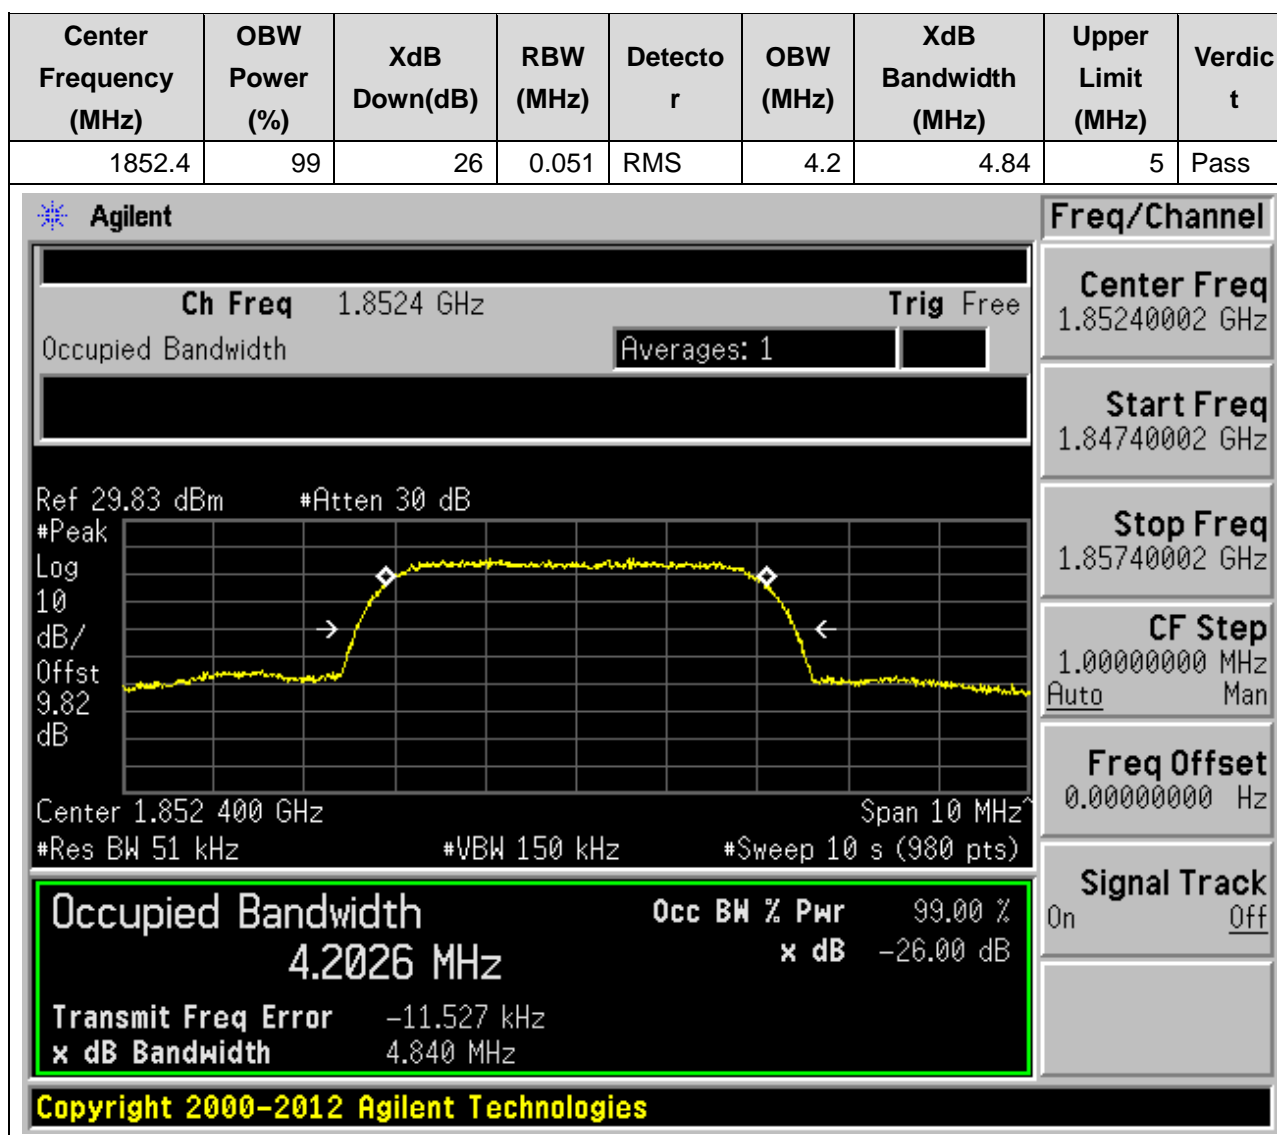 Center Frequency (MHz) OBW Power (%) XdB Down(dB) RBW (MHz) Detecto r OBW (MHz) XdB Bandwidth (MHz) Upper Limit (MHz) Verdic t
1852.4 99 26 0.051 RMS 4.2 4.84 5 Pass
Agilent
Freq/Channel
Ch Freq 1.8524 GHz Trig Free
Occupied Bandwidth Averages: 1
Ref 29.83 dBm #Atten 30 dB
#Peak
Log
10
dB/
Offst
9.82
dB
Center 1.852 400 GHz Span 10 MHz^
#Res BW 51 kHz #VBW 150 kHz #Sweep 10 s (980 pts)
Occupied Bandwidth Occ BW % Pwr 99.00 %
4.2026 MHz x dB -26.00 dB
Transmit Freq Error -11.527 kHz
x dB Bandwidth 4.840 MHz
Copyright 2000-2012 Agilent Technologies
Center Freq
1.85240002 GHz
Start Freq
1.84740002 GHz
Stop Freq
1.85740002 GHz
CF Step
1.00000000 MHz
Auto Man
Freq Offset
0.00000000 Hz
Signal Track
On Off